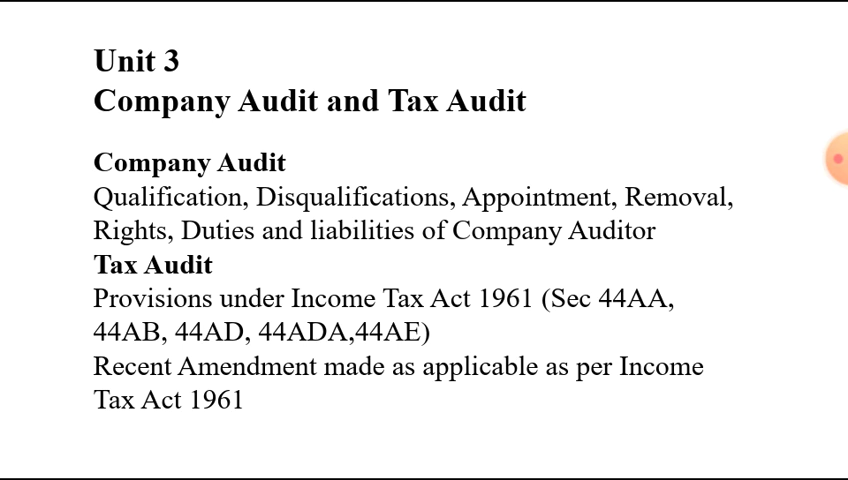 Unit 3
Company Audit and Tax Audit
Company Audit
Qualification, Disqualifications, Appointment, Removal,
Rights, Duties and liabilities of Company Auditor
Tax Audit
Provisions under Income Tax Act 1961 (Sec 44AA,
44AB, 44AD, 44ADA,44AE)
Recent Amendment made as applicable as per Income
Tax Act 1961